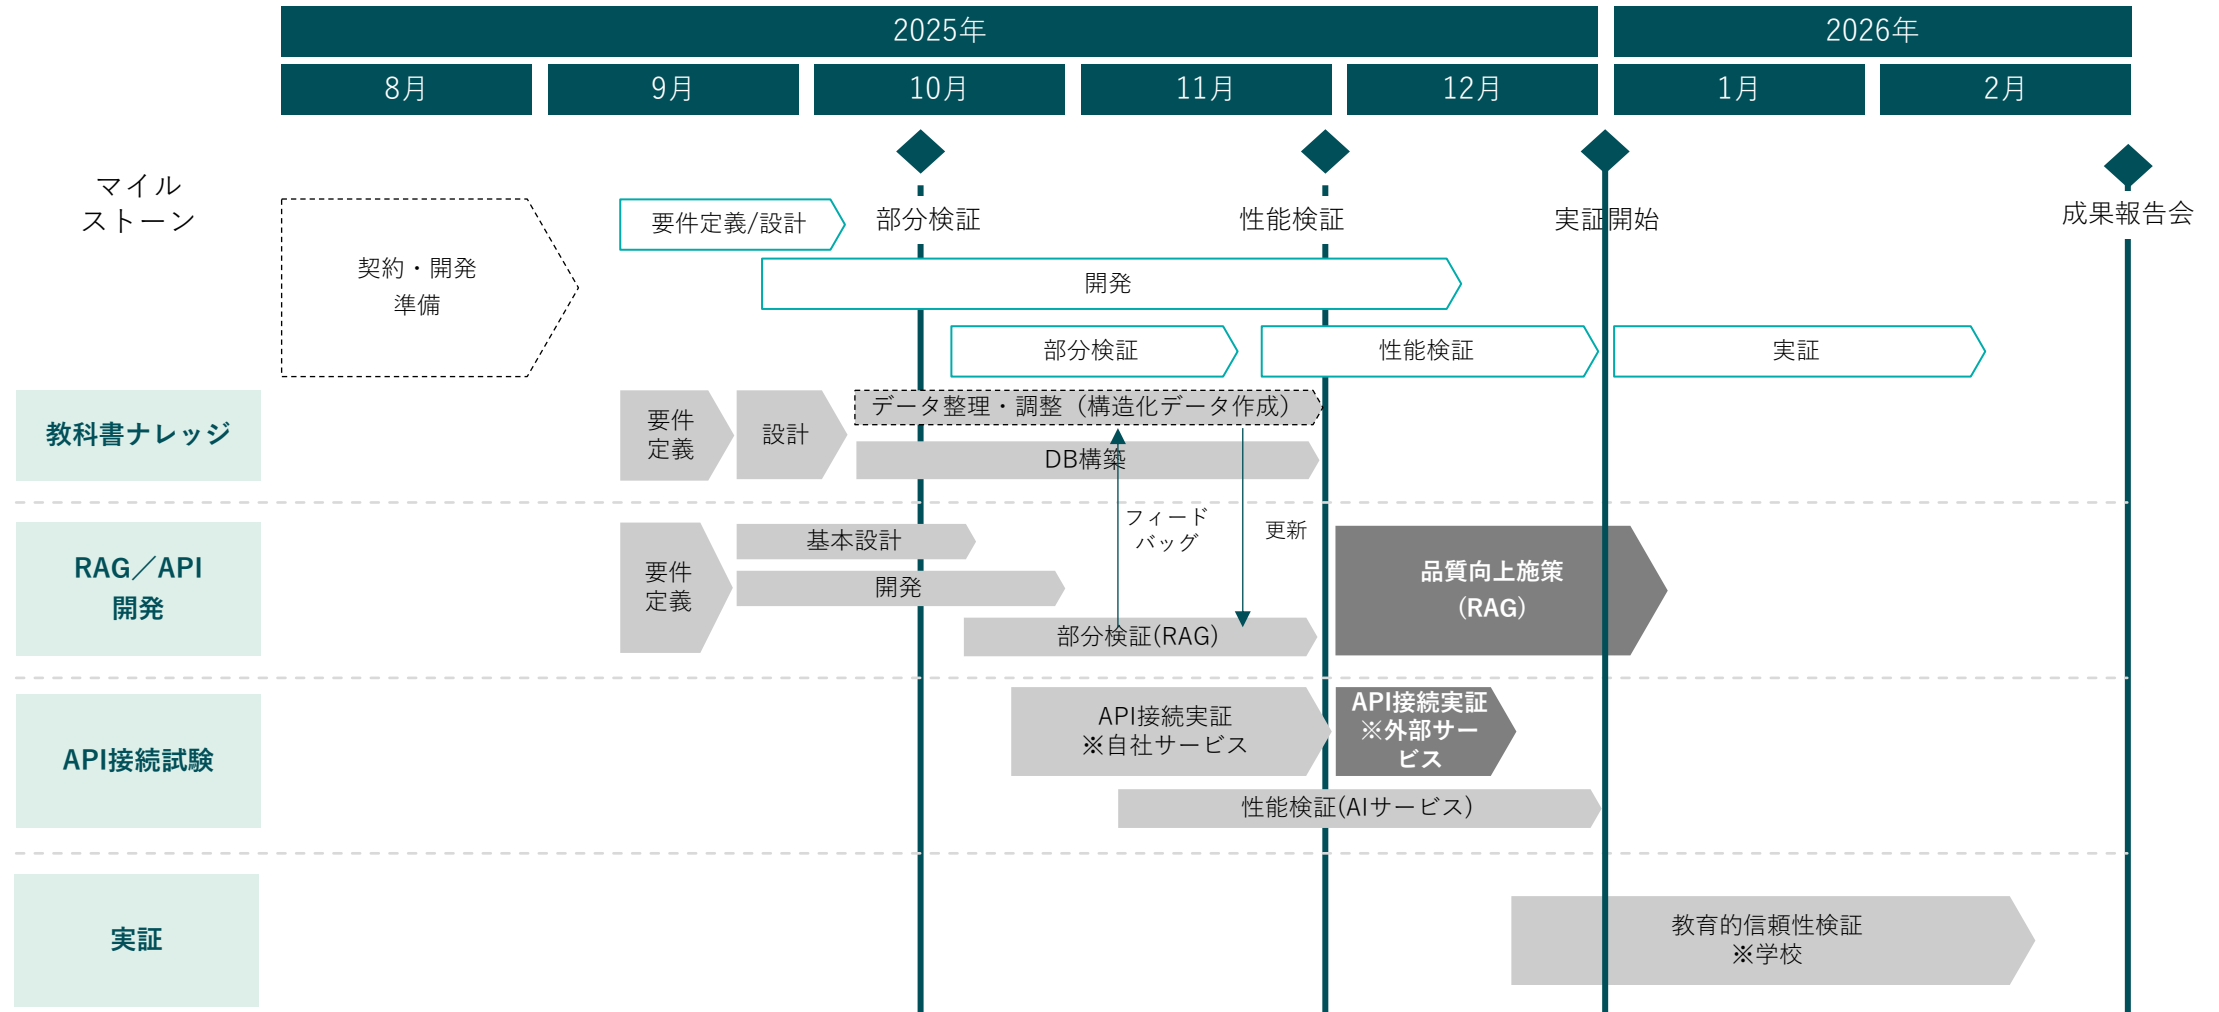 2025年
2026年
8月
9月
10月
11月
12月
1月
2月
マイル
ストーン
部分検証
性能検証
実証開始
成果報告会
契約・開発
準備
要件定義/設計
開発
部分検証
性能検証
実証
教科書ナレッジ
要件
定義
設計
データ整理・調整（構造化データ作成）
DB構築
フィード
バッグ
更新
RAG／API
開発
要件
定義
基本設計
開発
部分検証(RAG)
品質向上施策
(RAG)
API接続試験
API接続実証
※自社サービス
API接続実証
※外部サー
ビス
性能検証(AIサービス)
実証
教育的信頼性検証
※学校